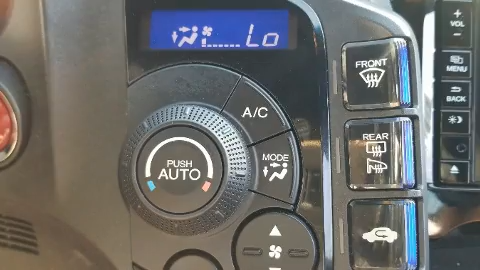 Lo
FRONT
+
VOL
-
MENU
BACK
A/C
REAR
MODE
PUSH
AUTO